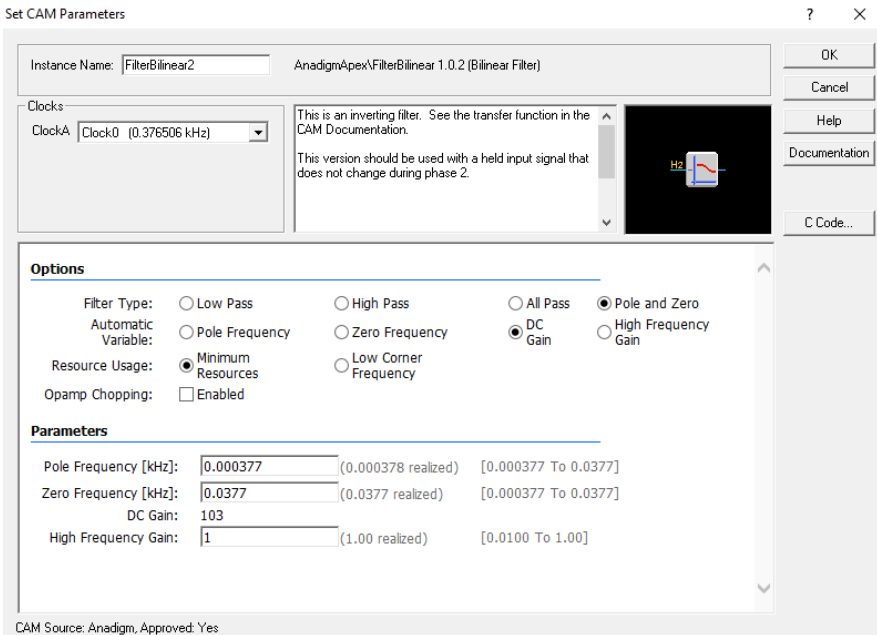 Set CAM Parameters
?
OK
Instance Name: FilterBilinear2
AnadigmApex\FilterBilinear 1.0.2 (Bilinear Filter)
Cancel
Clocks
ClockA Clock0 (0.376506 kHz)
This is an inverting filter. See the transfer function in the
CAM Documentation.
This version should be used with a held input signal that
does not change during phase 2.
H2
Help
Documentation
C Code...
Options
Filter Type: Low Pass High Pass All Pass Pole and Zero
Automatic Variable: Pole Frequency Zero Frequency DC Gain High Frequency Gain
Resource Usage: Minimum Resources Low Corner Frequency
Opamp Chopping: Enabled
Parameters
Pole Frequency [kHz]: 0.000377 (0.000378 realized) [0.000377 To 0.0377]
Zero Frequency [kHz]: 0.0377 (0.0377 realized) [0.000377 To 0.0377]
DC Gain: 103
High Frequency Gain: 1 (1.00 realized) [0.0100 To 1.00]
CAM Source: Anadigm, Approved: Yes